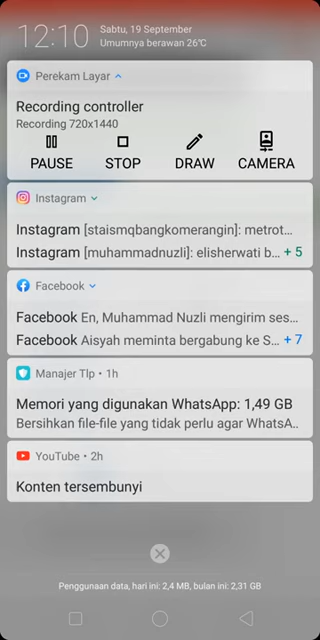 12:10
Sabtu, 19 September
Umumnya berawan 26°C
Perekam Layar
Recording controller
Recording 720x1440
PAUSE STOP DRAW CAMERA
Instagram
Instagram [staismqbangkomerangin]: metrot...
Instagram [muhammadnuzli]: elisherwati b... + 5
Facebook
Facebook En, Muhammad Nuzli mengirim ses...
Facebook Aisyah meminta bergabung ke S... + 7
Manajer Tlp • 1h
Memori yang digunakan WhatsApp: 1,49 GB
Bersihkan file-file yang tidak perlu agar WhatsA..
YouTube • 2h
Konten tersembunyi
Penggunaan data, hari ini: 2,4 MB, bulan ini: 2,31 GB